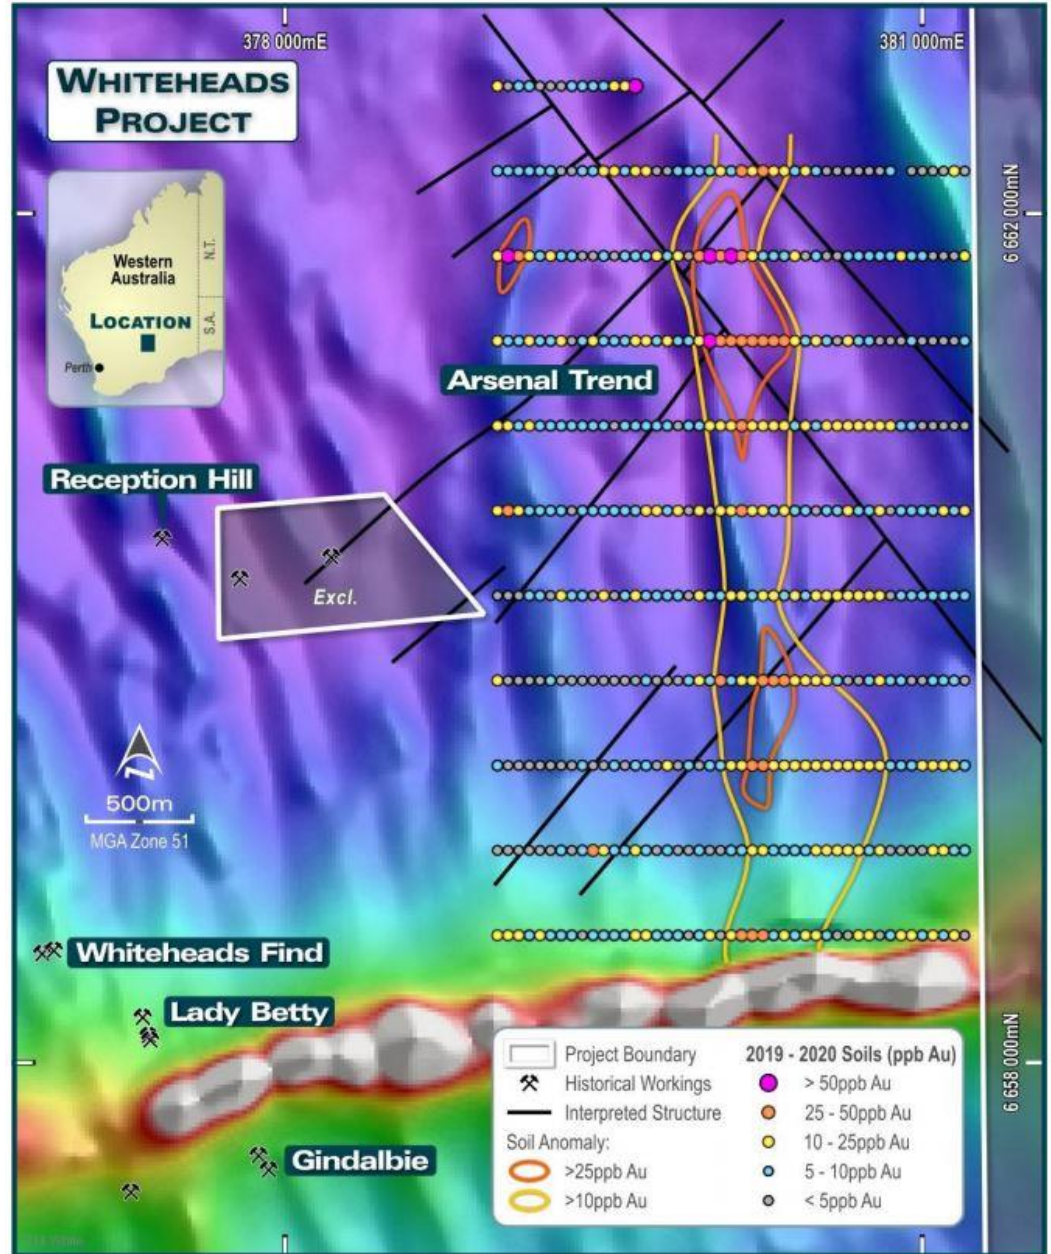 378 000mE
381 000mE
WHITEHEADS
PROJECT
6 662 000mN
Western
Australia
N.T.
LOCATION
S.A.
Perth
Arsenal Trend
Reception Hill
Excl.
500m
MGA Zone 51
Whiteheads Find
Lady Betty
6 658 000mN
Gindalbie
Project Boundary
Historical Workings
Interpreted Structure
Soil Anomaly:
>25ppb Au
>10ppb Au
2019 - 2020 Soils (ppb Au)
> 50ppb Au
25 - 50ppb Au
10 - 25ppb Au
5 - 10ppb Au
< 5ppb Au